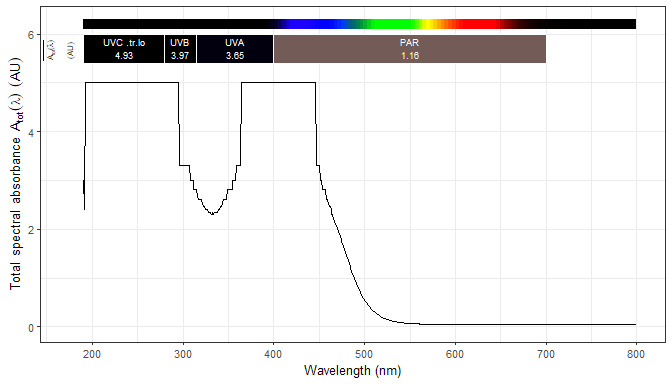 UVC .tr.lo
UVB
UVA
PAR
A(λ)
(AU)
4.93
3.97
3.65
1.16
6
4
2
0
Total spectral absorbance Atot(λ) (AU)
200
300
400
500
600
700
800
Wavelength (nm)